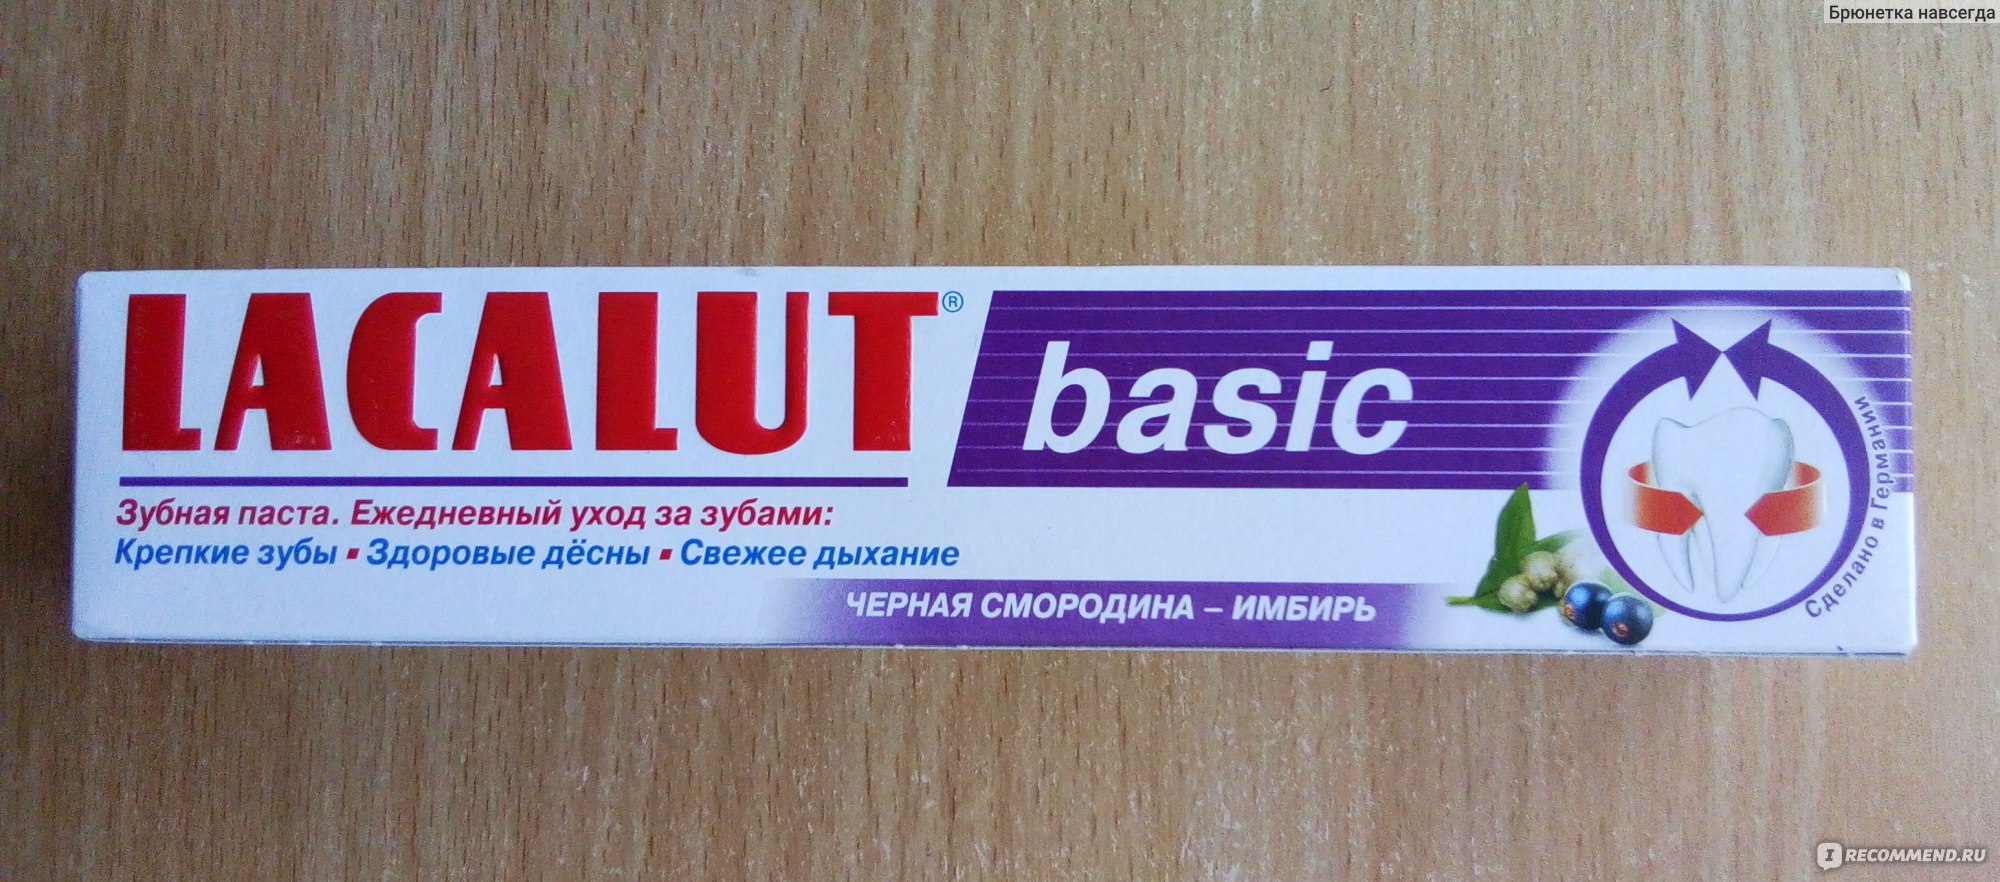 Брюнетка навсегда
LACALUT®
basic
Зубная паста. Ежедневный уход за зубами:
Крепкие зубы ▪ Здоровые дёсны ▪ Свежее дыхание
ЧЕРНАЯ СМОРОДИНА – ИМБИРЬ
Сделано в Германии
I RECOMMEND.RU